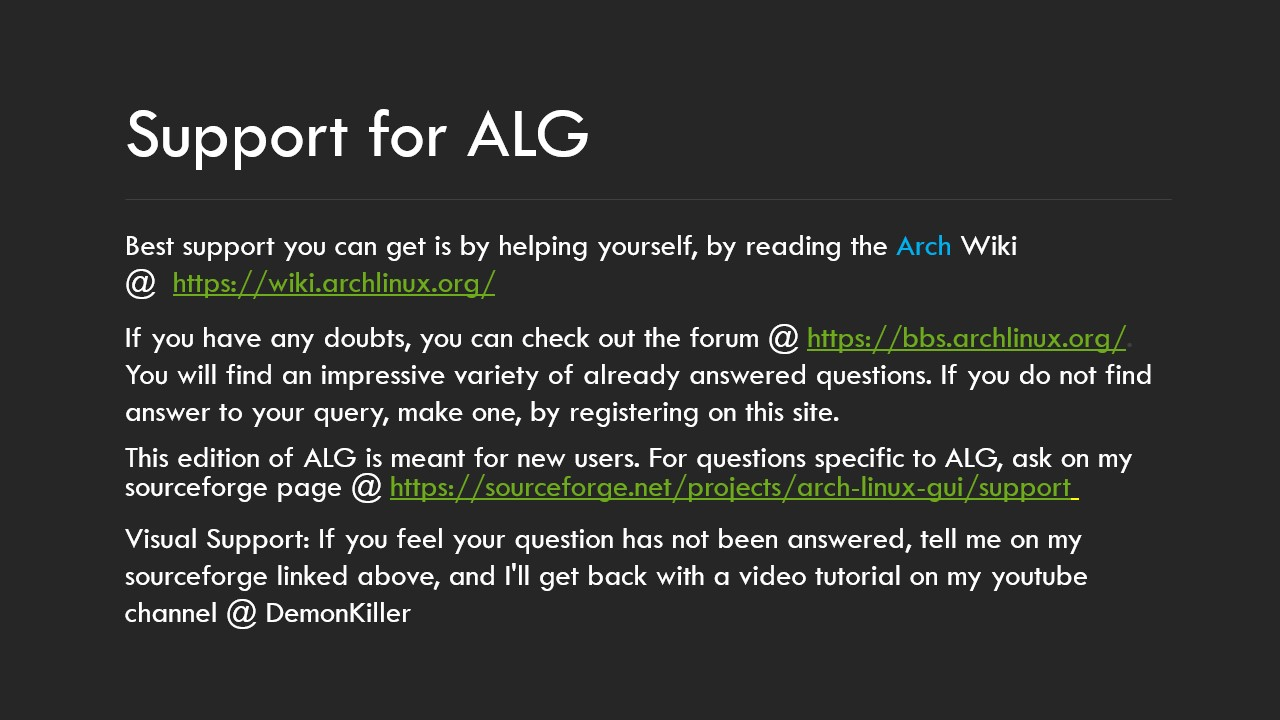 Support for ALG
Best support you can get is by helping yourself, by reading the Arch Wiki
@ https://wiki.archlinux.org/
If you have any doubts, you can check out the forum @ https://bbs.archlinux.org/.
You will find an impressive variety of already answered questions. If you do not find
answer to your query, make one, by registering on this site.
This edition of ALG is meant for new users. For questions specific to ALG, ask on my
sourceforge page @ https://sourceforge.net/projects/arch-linux-gui/support
Visual Support: If you feel your question has not been answered, tell me on my
sourceforge linked above, and I'll get back with a video tutorial on my youtube
channel @ DemonKiller